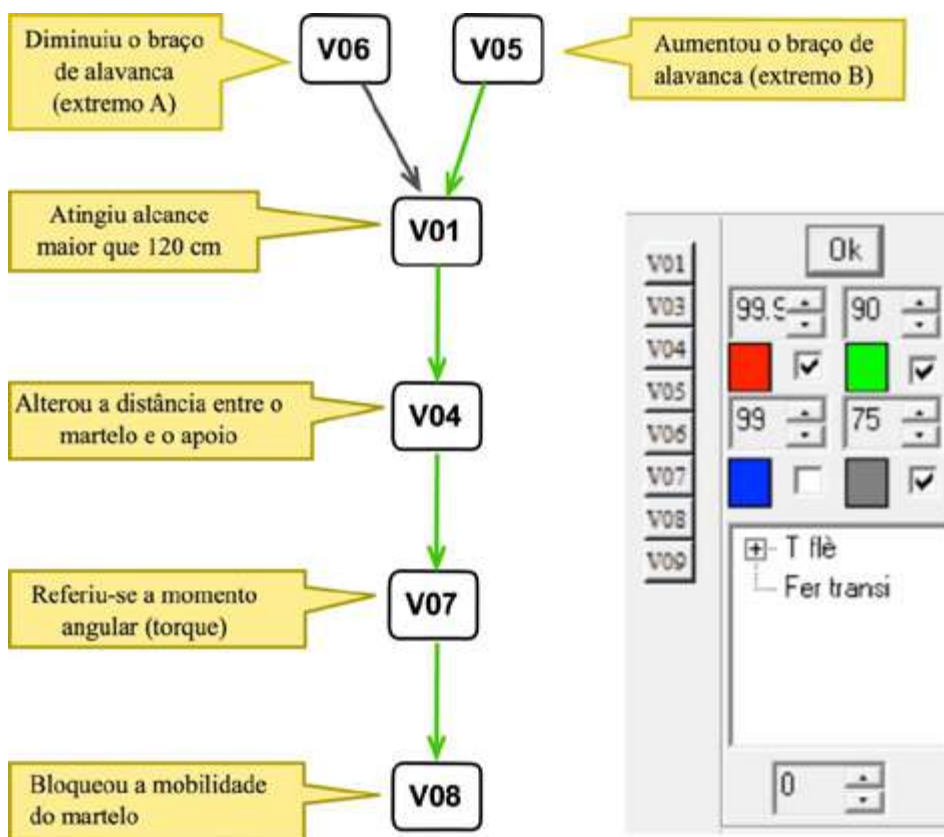 Diminuiu o braço
de alavanca
(extremo A)
V06
V05
Aumentou o braço de
alavanca (extremo B)
Atingiu alcance
maior que 120 cm
V01
Alterou a distância entre o
martelo e o apoio
V04
Referiu-se a momento
angular (torque)
V07
Bloqueou a mobilidade
do martelo
V08
V01
V03
V04
V05
V06
V07
V08
V09
Ok
99.9
90
99
75
T flè
Fer transi
0